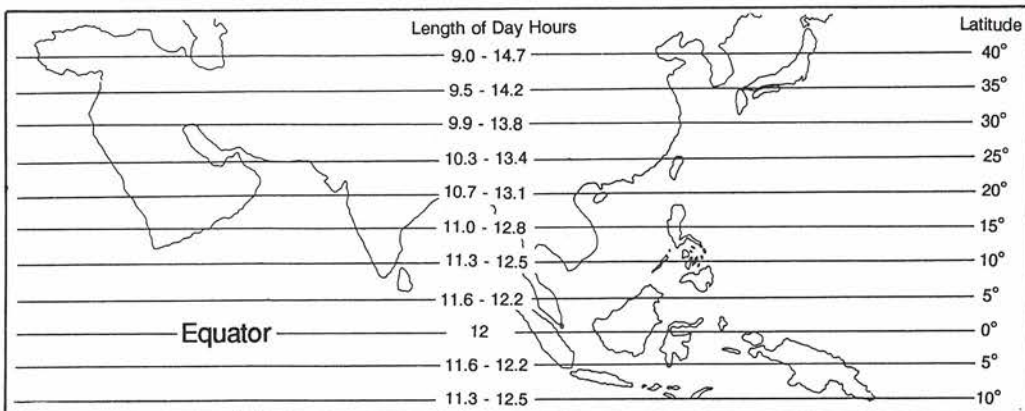 Length of Day Hours Latitude
9.0 - 14.7 40°
9.5 - 14.2 35°
9.9 - 13.8 30°
10.3 - 13.4 25°
10.7 - 13.1 20°
11.0 - 12.8 15°
11.3 - 12.5 10°
11.6 - 12.2 5°
Equator 12 0°
11.6 - 12.2 5°
11.3 - 12.5 10°